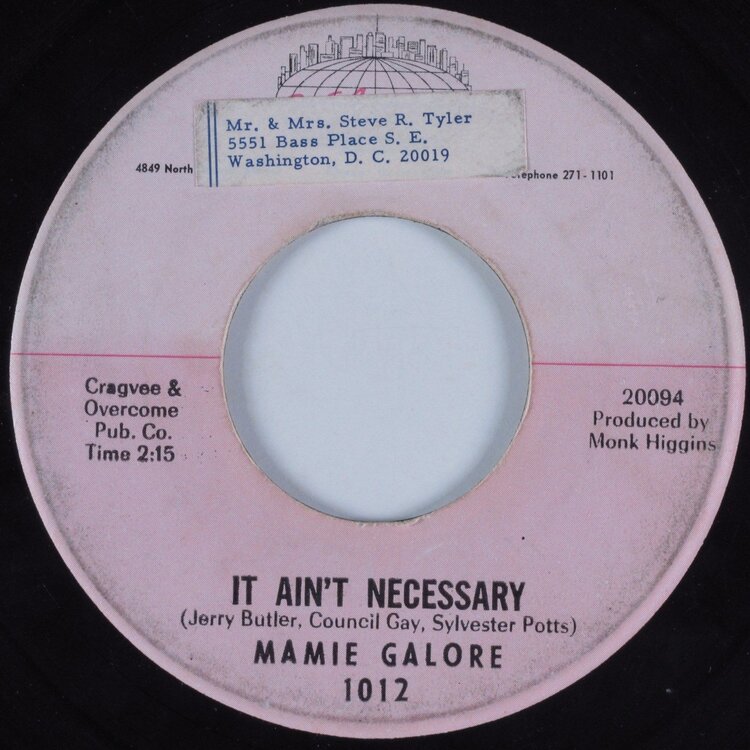 Mr. & Mrs. Steve R. Tyler
5551 Bass Place S. E.
Washington, D. C. 20019
4849 North
Telephone 271-1101
Cragvee &
Overcome
Pub. Co.
Time 2:15
20094
Produced by
Monk Higgins
IT AIN'T NECESSARY
(Jerry Butler, Council Gay, Sylvester Potts)
MAMIE GALORE
1012